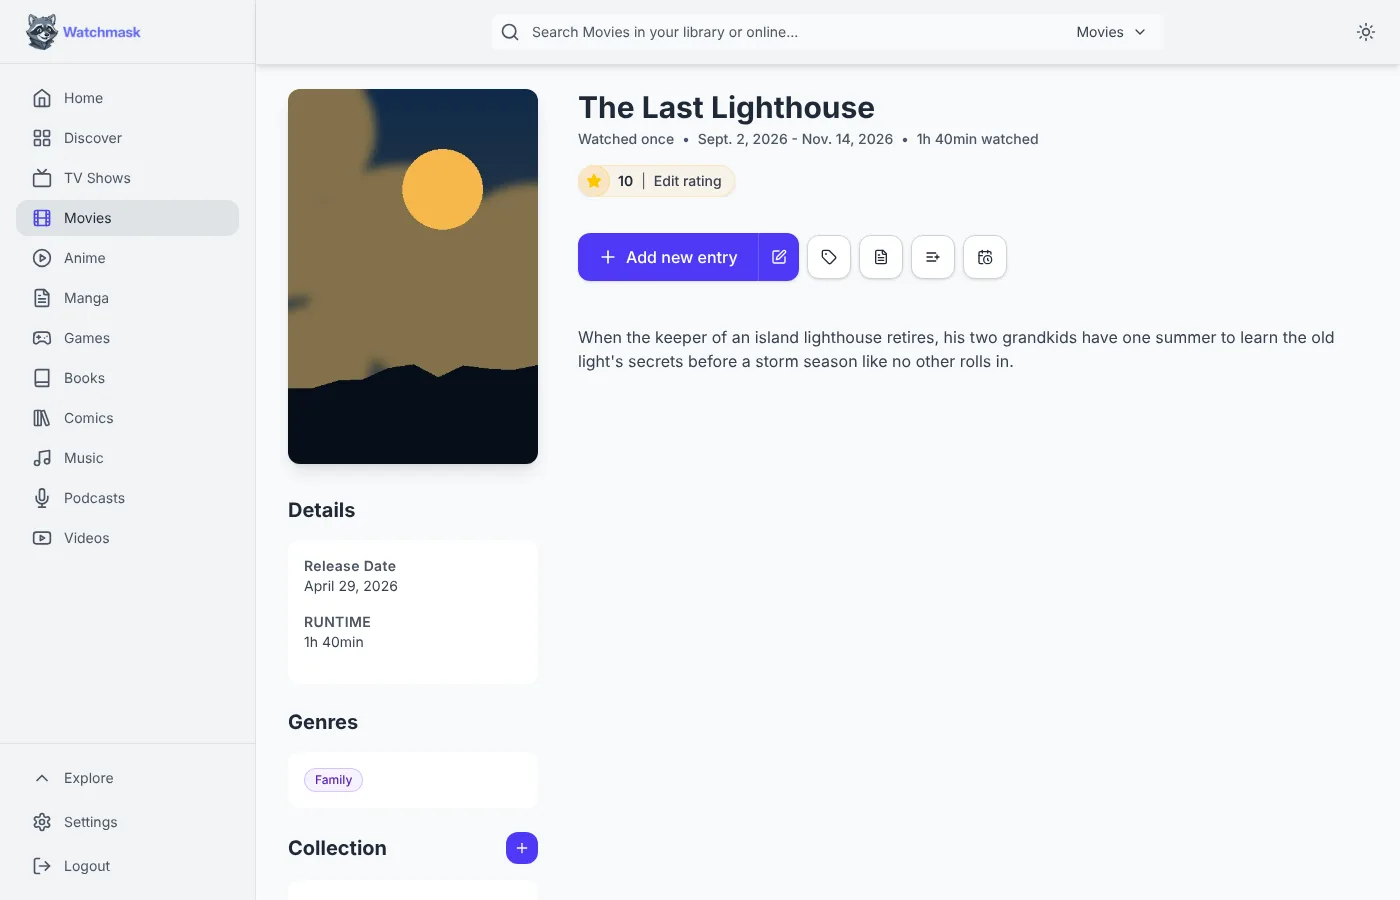 Watchmask
Search Movies in your library or online...
Movies
Home
Discover
TV Shows
Movies
Anime
Manga
Games
Books
Comics
Music
Podcasts
Videos
Explore
Settings
Logout
The Last Lighthouse
Watched once • Sept. 2, 2026 - Nov. 14, 2026 • 1h 40min watched
10 | Edit rating
Add new entry
When the keeper of an island lighthouse retires, his two grandkids have one summer to learn the old
light's secrets before a storm season like no other rolls in.
Details
Release Date
April 29, 2026
RUNTIME
1h 40min
Genres
Family
Collection